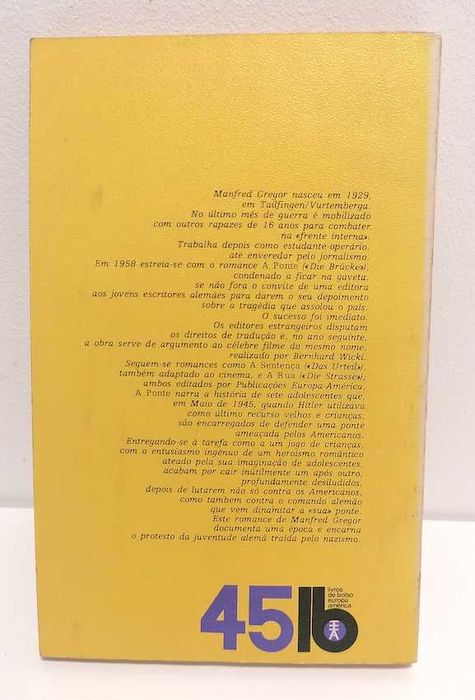 Manfred Gregor nasceu em 1929,
em Tailfingen/Vurtemberga.
No último mês de guerra é mobilizado
com outros rapazes de 16 anos para combater
na «frente interna».
Trabalha depois como estudante-operário,
até enveredar pelo jornalismo.
Em 1958 estreia-se com o romance A Ponte («Die Brücke»),
condenado a ficar na gaveta,
se não fora o convite de uma editora
aos jovens escritores alemães para darem o seu depoimento
sobre a tragédia que assolou o país.
O sucesso foi imediato.
Os editores estrangeiros disputam
os direitos de tradução e, no ano seguinte,
a obra serve de argumento ao célebre filme do mesmo nome,
realizado por Bernhard Wicki.
Seguem-se romances como A Sentença («Das Urteil»),
também adaptado ao cinema, e A Rua («Die Strasse»);
ambos editados por Publicações Europa-América.
A Ponte narra a história de sete adolescentes que,
em Maio de 1945, quando Hitler utilizava
como último recurso velhos e crianças,
são encarregados de defender uma ponte
ameaçada pelos Americanos.
Entregando-se à tarefa como a um jogo de crianças,
com o entusiasmo ingénuo de um heroísmo romântico
ateado pela sua imaginação de adolescentes,
acabam por cair inutilmente um após outro,
profundamente desiludidos,
depois de lutarem não só contra os Americanos,
como também contra o comando alemão
que vem dinamitar a «sua» ponte.
Este romance de Manfred Gregor
documenta uma época e encarna
o protesto da juventude alemã traída pelo nazismo.
45 lb
livros
de bolso
europa
américa